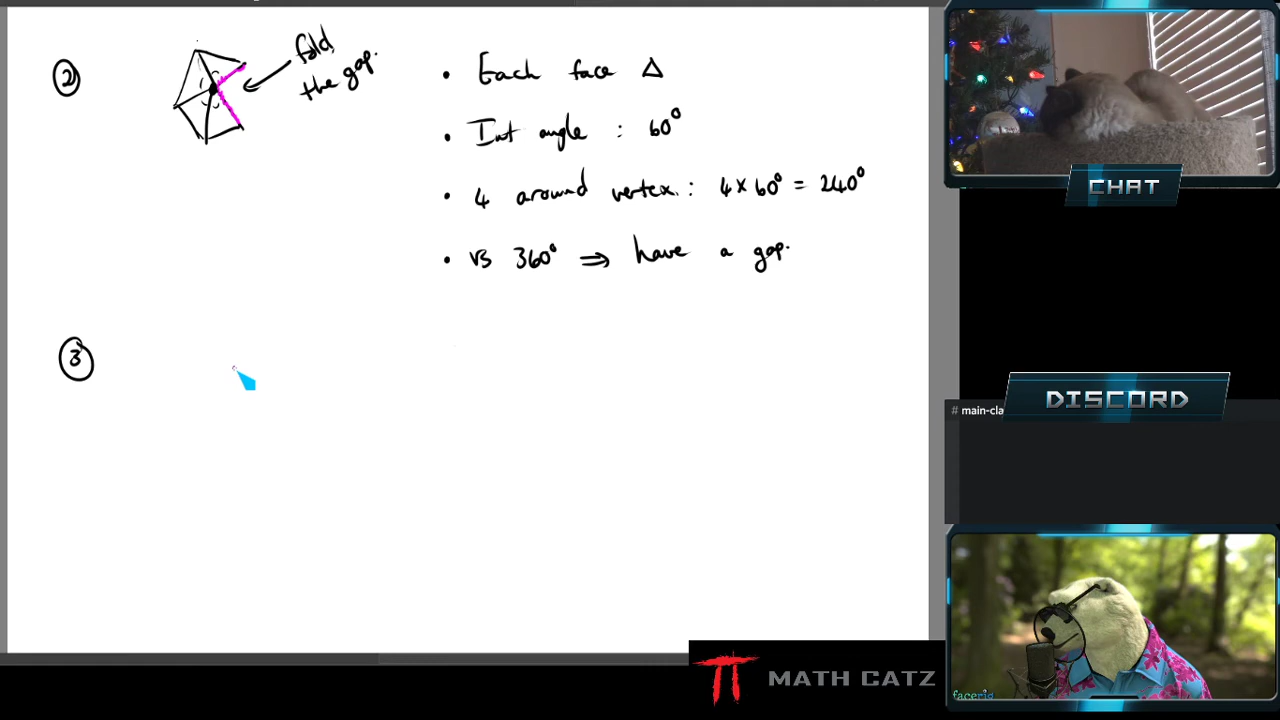 ②
fold
the gap.
• Each face Δ
• Int angle : 60°
• 4 around vertex. : 4 × 60° = 240°
• vs 360° ⇒ have a gap.
③
CHAT
DISCORD
# main-cla
π MATH CATZ
facerig